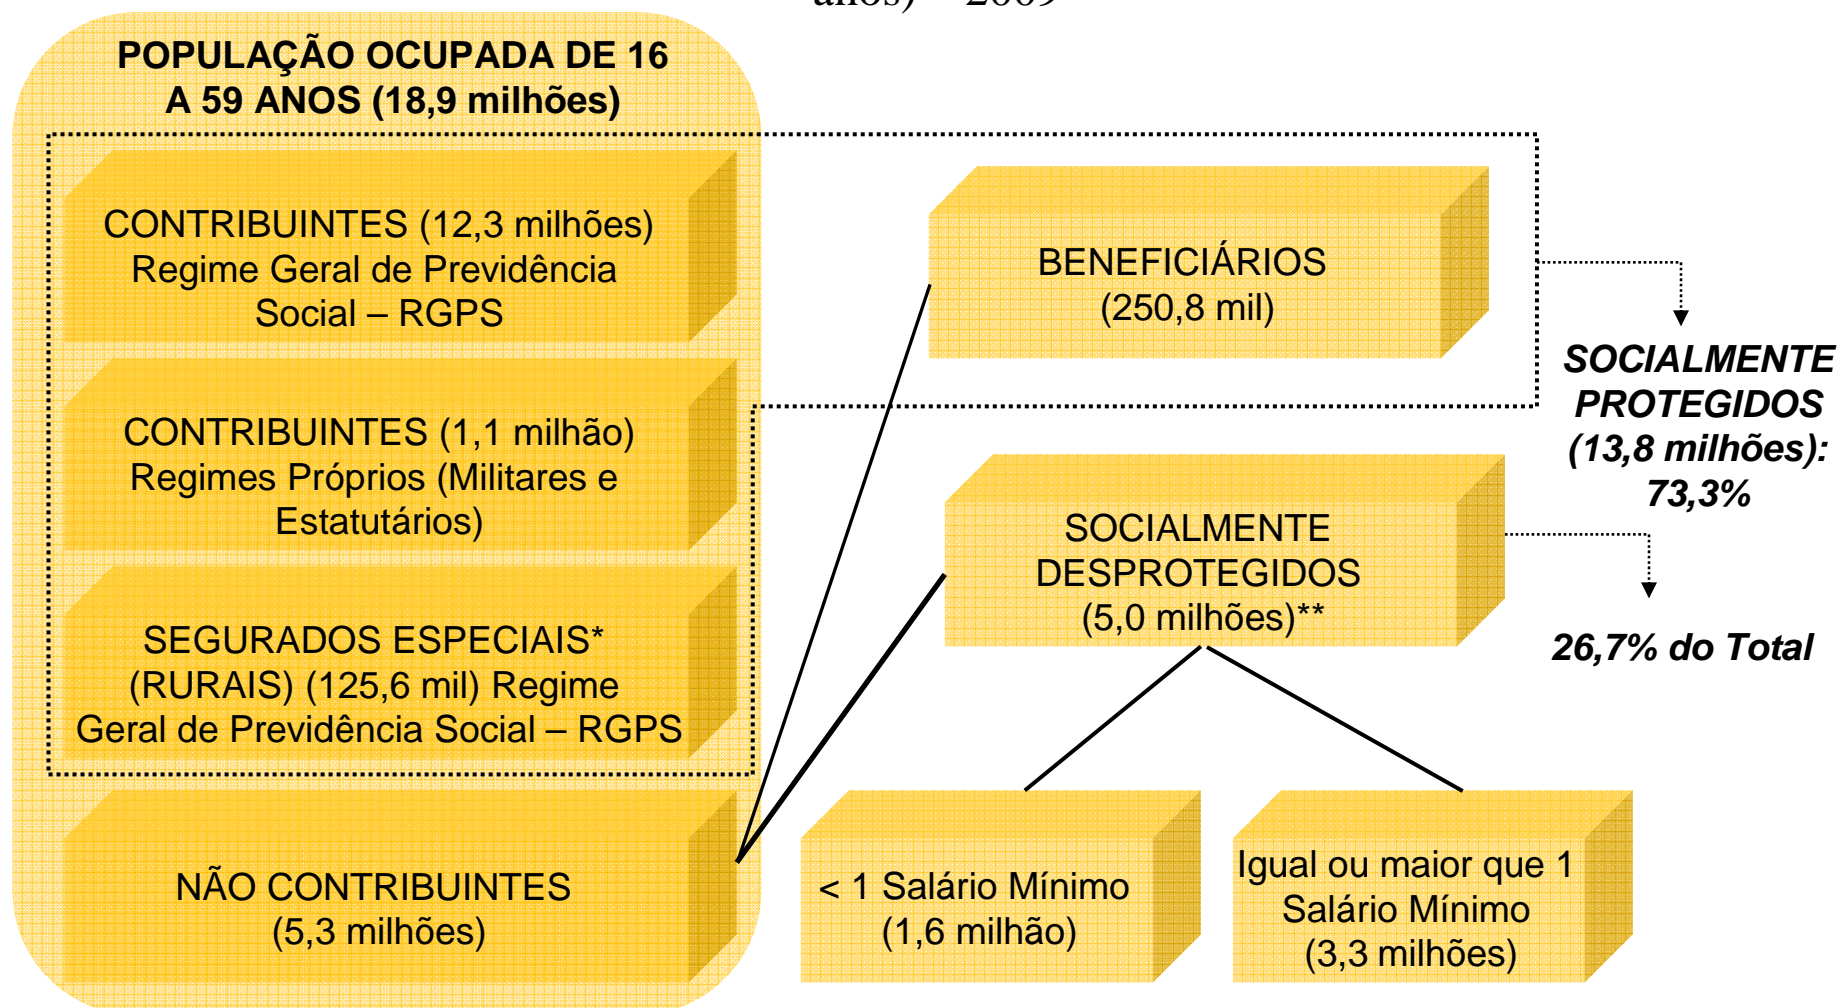 anos) – 2009
POPULAÇÃO OCUPADA DE 16
A 59 ANOS (18,9 milhões)
CONTRIBUINTES (12,3 milhões)
Regime Geral de Previdência
Social – RGPS
CONTRIBUINTES (1,1 milhão)
Regimes Próprios (Militares e
Estatutários)
SEGURADOS ESPECIAIS*
(RURAIS) (125,6 mil) Regime
Geral de Previdência Social – RGPS
NÃO CONTRIBUINTES
(5,3 milhões)
BENEFICIÁRIOS
(250,8 mil)
SOCIALMENTE
DESPROTEGIDOS
(5,0 milhões)**
< 1 Salário Mínimo
(1,6 milhão)
Igual ou maior que 1
Salário Mínimo
(3,3 milhões)
SOCIALMENTE
PROTEGIDOS
(13,8 milhões):
73,3%
26,7% do Total